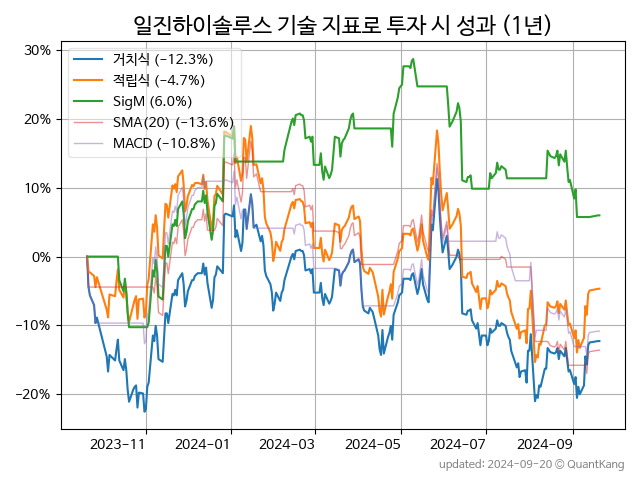 일진하이솔루스 기술 지표로 투자 시 성과 (1년)
거치식 (−12.3%)
적립식 (−4.7%)
SigM (6.0%)
SMA(20) (−13.6%)
MACD (−10.8%)
30%
20%
10%
0%
−10%
−20%
2023−11
2024−01
2024−03
2024−05
2024−07
2024−09
updated: 2024−09−20 ⓒ QuantKang